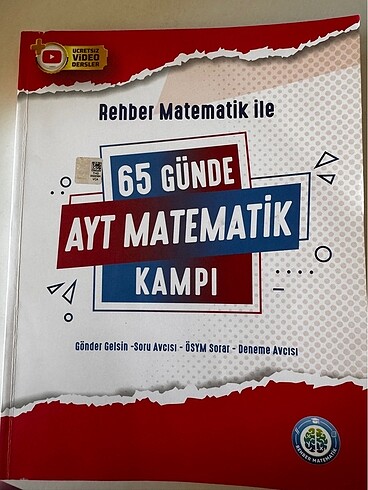 ÜCRETSİZ
VİDEO
DERSLER
Rehber Matematik ile
65 GÜNDE
AYT MATEMATİK
KAMPI
Gönder Gelsin -Soru Avcısı - ÖSYM Sorar - Deneme Avcısı
REHBER MATEMATİK